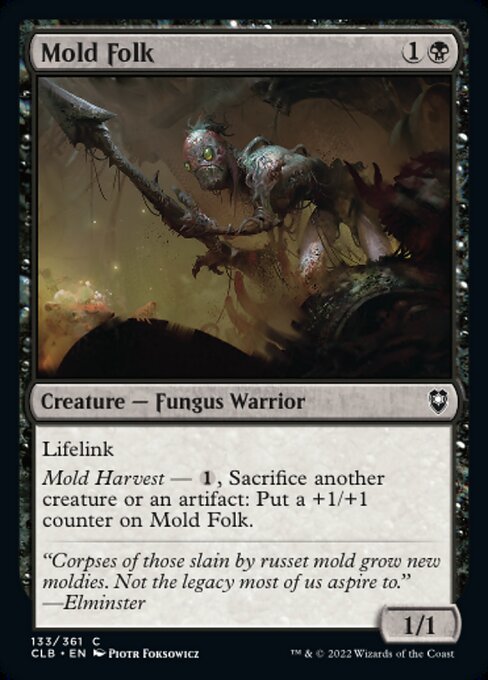 Mold Folk 1
Creature — Fungus Warrior
Lifelink
Mold Harvest — 1, Sacrifice another
creature or an artifact: Put a +1/+1
counter on Mold Folk.
“Corpses of those slain by russet mold grow new
moldies. Not the legacy most of us aspire to.”
—Elminster
1/1
133/361 C
CLB • EN Piotr Foksowicz
™ & © 2022 Wizards of the Coast